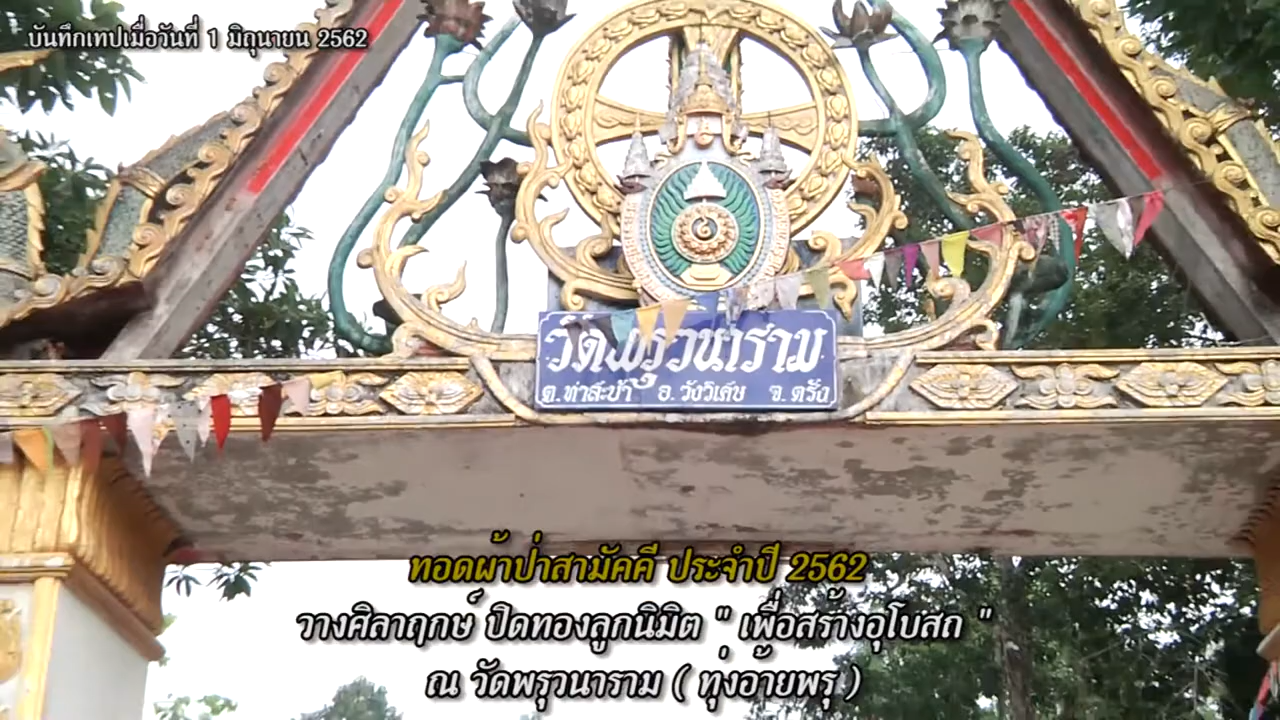 บันทึกเทปเมื่อวันที่ 1 มิถุนายน 2562
วัดพรุวนาราม
ต.ท่าสะบ้า อ.วังวิเศษ จ.ตรัง
ทอดผ้าป่าสามัคคี ประจำปี 2562
วางศิลาฤกษ์ ปิดทองลูกนิมิต " เพื่อสร้างอุโบสถ "
ณ วัดพรุวนาราม ( ทุ่งอ้ายพรุ )